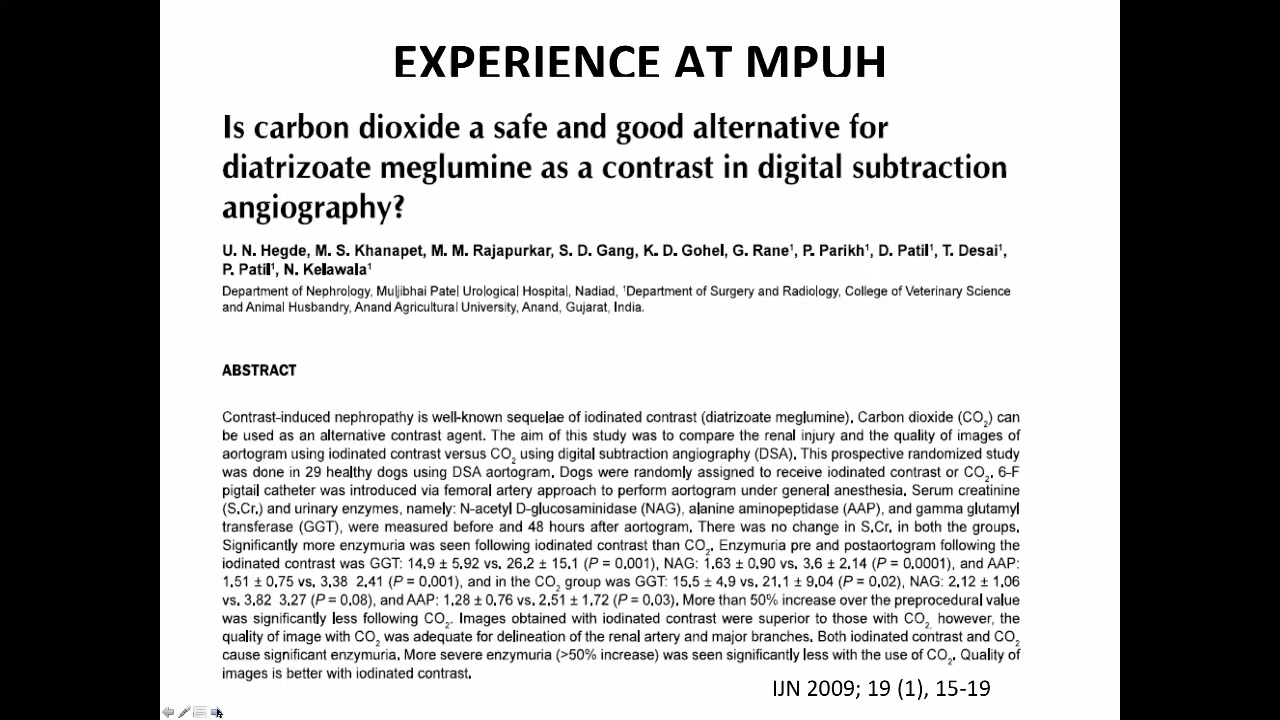 EXPERIENCE AT MPUH
Is carbon dioxide a safe and good alternative for
diatrizoate meglumine as a contrast in digital subtraction
angiography?
U. N. Hegde, M. S. Khanapet, M. M. Rajapurkar, S. D. Gang, K. D. Gohel, G. Rane¹, P. Parikh¹, D. Patil¹, T. Desai¹,
P. Patil¹, N. Kelawala¹
Department of Nephrology, Muljibhai Patel Urological Hospital, Nadiad, ¹Department of Surgery and Radiology, College of Veterinary Science
and Animal Husbandry, Anand Agricultural University, Anand, Gujarat, India.
ABSTRACT
Contrast-induced nephropathy is well-known sequelae of iodinated contrast (diatrizoate meglumine). Carbon dioxide (CO₂) can
be used as an alternative contrast agent. The aim of this study was to compare the renal injury and the quality of images of
aortogram using iodinated contrast versus CO₂ using digital subtraction angiography (DSA). This prospective randomized study
was done in 29 healthy dogs using DSA aortogram. Dogs were randomly assigned to receive iodinated contrast or CO₂. 6-F
pigtail catheter was introduced via femoral artery approach to perform aortogram under general anesthesia. Serum creatinine
(S.Cr.) and urinary enzymes, namely: N-acetyl D-glucosaminidase (NAG), alanine aminopeptidase (AAP), and gamma glutamyl
transferase (GGT), were measured before and 48 hours after aortogram. There was no change in S.Cr. in both the groups.
Significantly more enzymuria was seen following iodinated contrast than CO₂. Enzymuria pre and postaortogram following the
iodinated contrast was GGT: 14.9 ± 5.92 vs. 26.2 ± 15.1 (P = 0.001), NAG: 1.63 ± 0.90 vs. 3.6 ± 2.14 (P = 0.0001), and AAP:
1.51 ± 0.75 vs. 3.38 2.41 (P = 0.001), and in the CO₂ group was GGT: 15.5 ± 4.9 vs. 21.1 ± 9.04 (P = 0.02), NAG: 2.12 ± 1.06
vs. 3.82 3.27 (P = 0.08), and AAP: 1.28 ± 0.76 vs. 2.51 ± 1.72 (P = 0.03). More than 50% increase over the preprocedural value
was significantly less following CO₂. Images obtained with iodinated contrast were superior to those with CO₂, however, the
quality of image with CO₂ was adequate for delineation of the renal artery and major branches. Both iodinated contrast and CO₂
cause significant enzymuria. More severe enzymuria (>50% increase) was seen significantly less with the use of CO₂. Quality of
images is better with iodinated contrast.
IJN 2009; 19 (1), 15-19